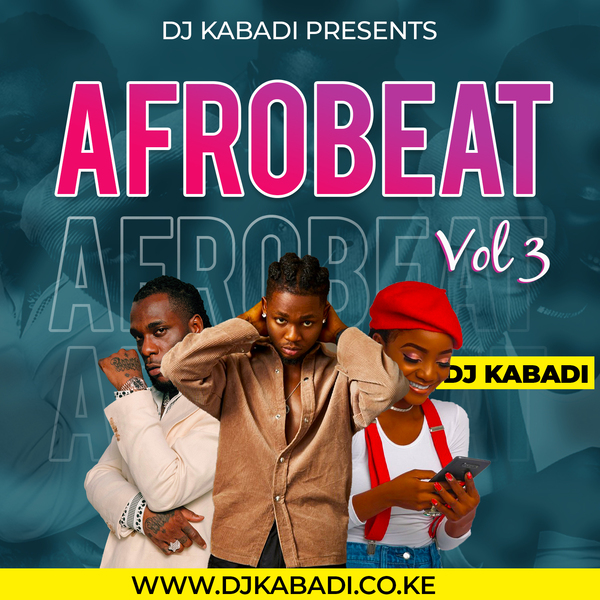 DJ KABADI PRESENTS
AFROBEAT
AFROBEAT
Vol 3
DJ KABADI
WWW.DJKABADI.CO.KE